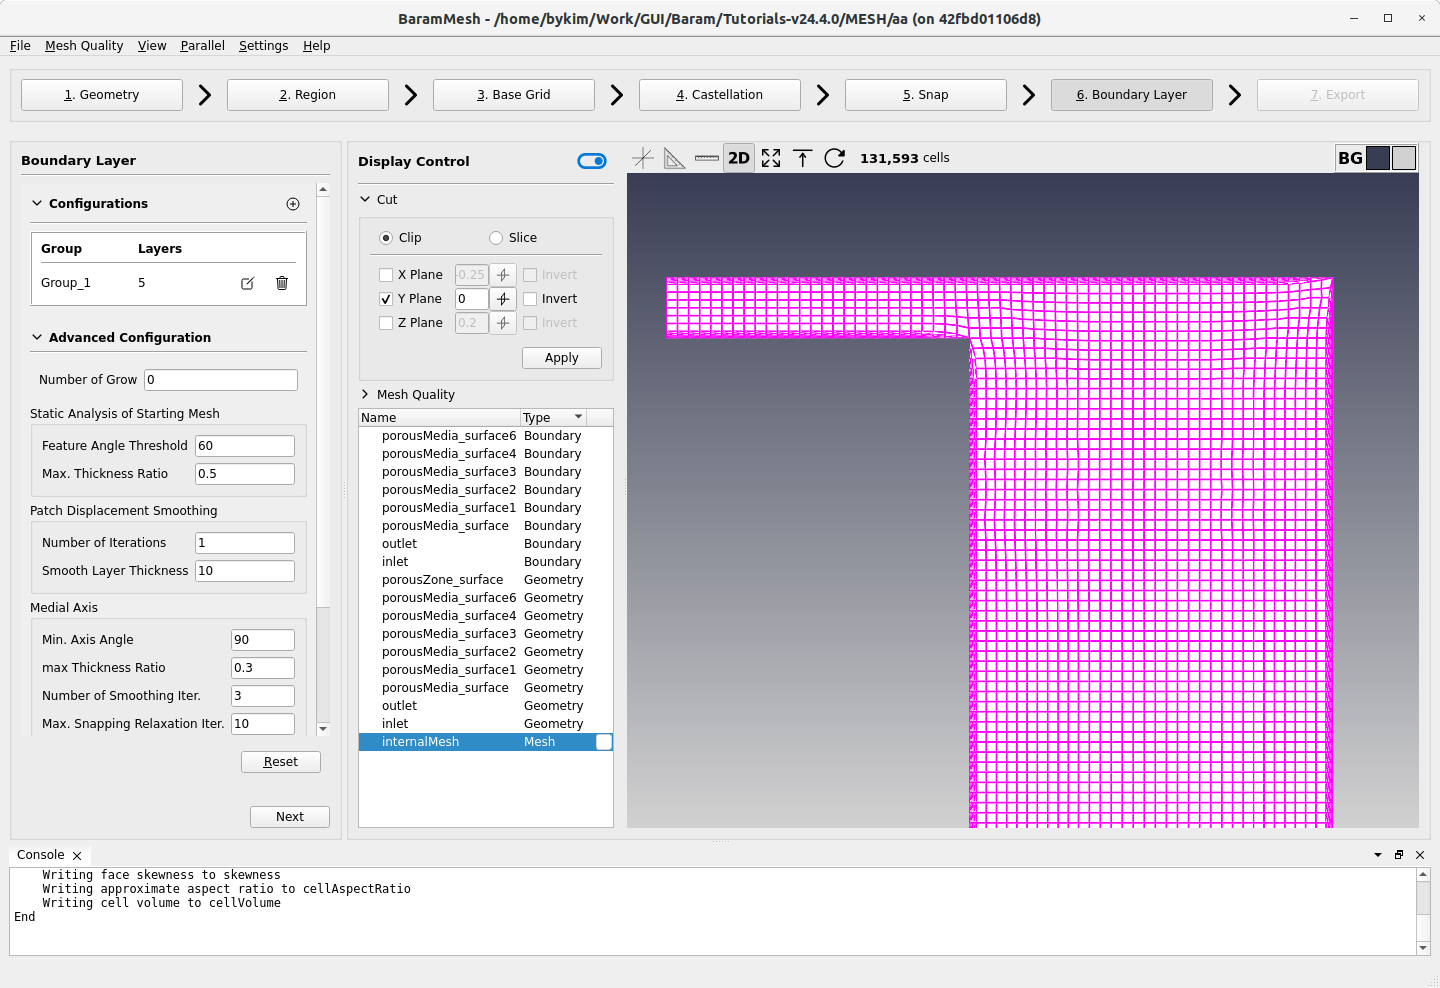 BaramMesh - /home/bykim/Work/GUI/Baram/Tutorials-v24.4.0/MESH/aa (on 42fbd01106d8)
File Mesh Quality View Parallel Settings Help
1. Geometry 2. Region 3. Base Grid 4. Castellation 5. Snap 6. Boundary Layer 7. Export
Boundary Layer
Configurations
Group Layers
Group_1 5
Advanced Configuration
Number of Grow 0
Static Analysis of Starting Mesh
Feature Angle Threshold 60
Max. Thickness Ratio 0.5
Patch Displacement Smoothing
Number of Iterations 1
Smooth Layer Thickness 10
Medial Axis
Min. Axis Angle 90
max Thickness Ratio 0.3
Number of Smoothing Iter. 3
Max. Snapping Relaxation Iter. 10
Reset
Next
Display Control
Cut
Clip Slice
X Plane -0.25 Invert
Y Plane 0 Invert
Z Plane 0.2 Invert
Apply
Mesh Quality
Name Type
porousMedia_surface6 Boundary
porousMedia_surface4 Boundary
porousMedia_surface3 Boundary
porousMedia_surface2 Boundary
porousMedia_surface1 Boundary
porousMedia_surface Boundary
outlet Boundary
inlet Boundary
porousZone_surface Geometry
porousMedia_surface6 Geometry
porousMedia_surface4 Geometry
porousMedia_surface3 Geometry
porousMedia_surface2 Geometry
porousMedia_surface1 Geometry
porousMedia_surface Geometry
outlet Geometry
inlet Geometry
internalMesh Mesh
2D 131,593 cells BG
Console
Writing face skewness to skewness
Writing approximate aspect ratio to cellAspectRatio
Writing cell volume to cellVolume
End